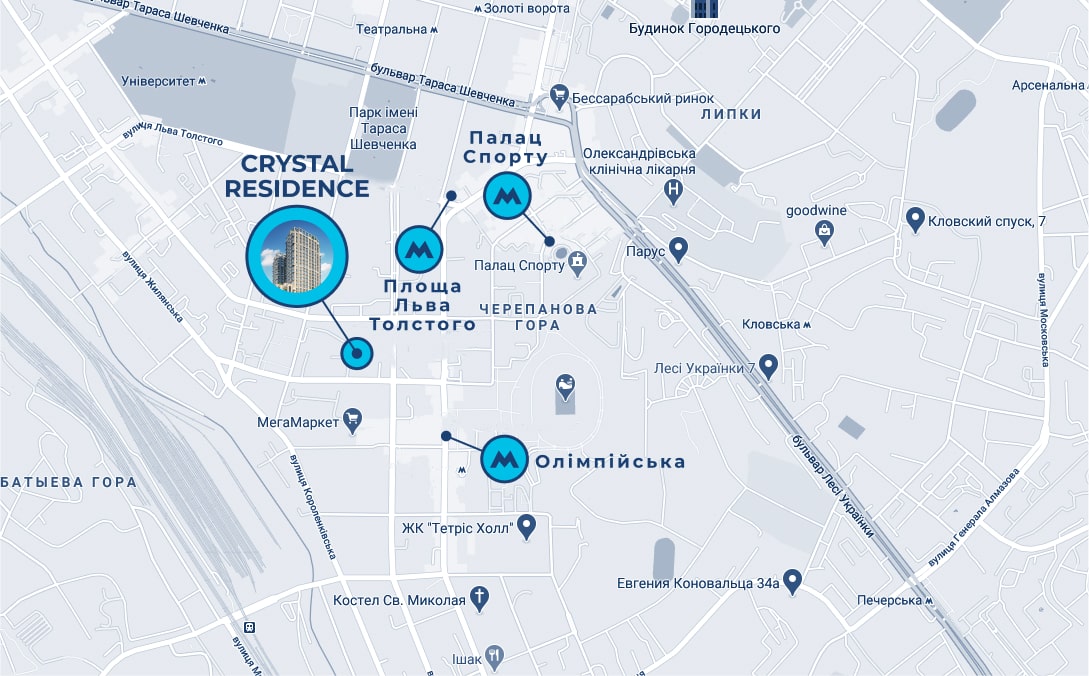 Золоті ворота
бульвар Тараса Шевченка
Театральна
Будинок Городецького
бульвар Тараса Шевченка
Університет
Арсенальна
Бессарабський ринок
Парк імені
Тараса
Шевченка
ЛИПКИ
вулиця Льва Толстого
Палац
Спорту
Олександрівська
клінічна лікарня
CRYSTAL
RESIDENCE
H
goodwine
Кловский спуск, 7
Парус
Палац Спорту
вулиця Жилянська
Площа
Льва
Толстого
ЧЕРЕПАНОВА
ГОРА
вулиця Московська
Кловська
Лесі Українки 7
МегаМаркет
Олімпійська
бульвар Лесі Українки
БАТЫЕВА ГОРА
вулиця Короленківська
вулиця Генерала Алмазова
ЖК "Тетріс Холл"
Евгения Коновальца 34а
Костел Св. Миколая
Печерська
Ішак